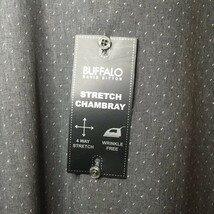 BUFFALO
DAVID BITTON
STRETCH
CHAMBRAY
4 WAY
STRETCH
WRINKLE
FREE